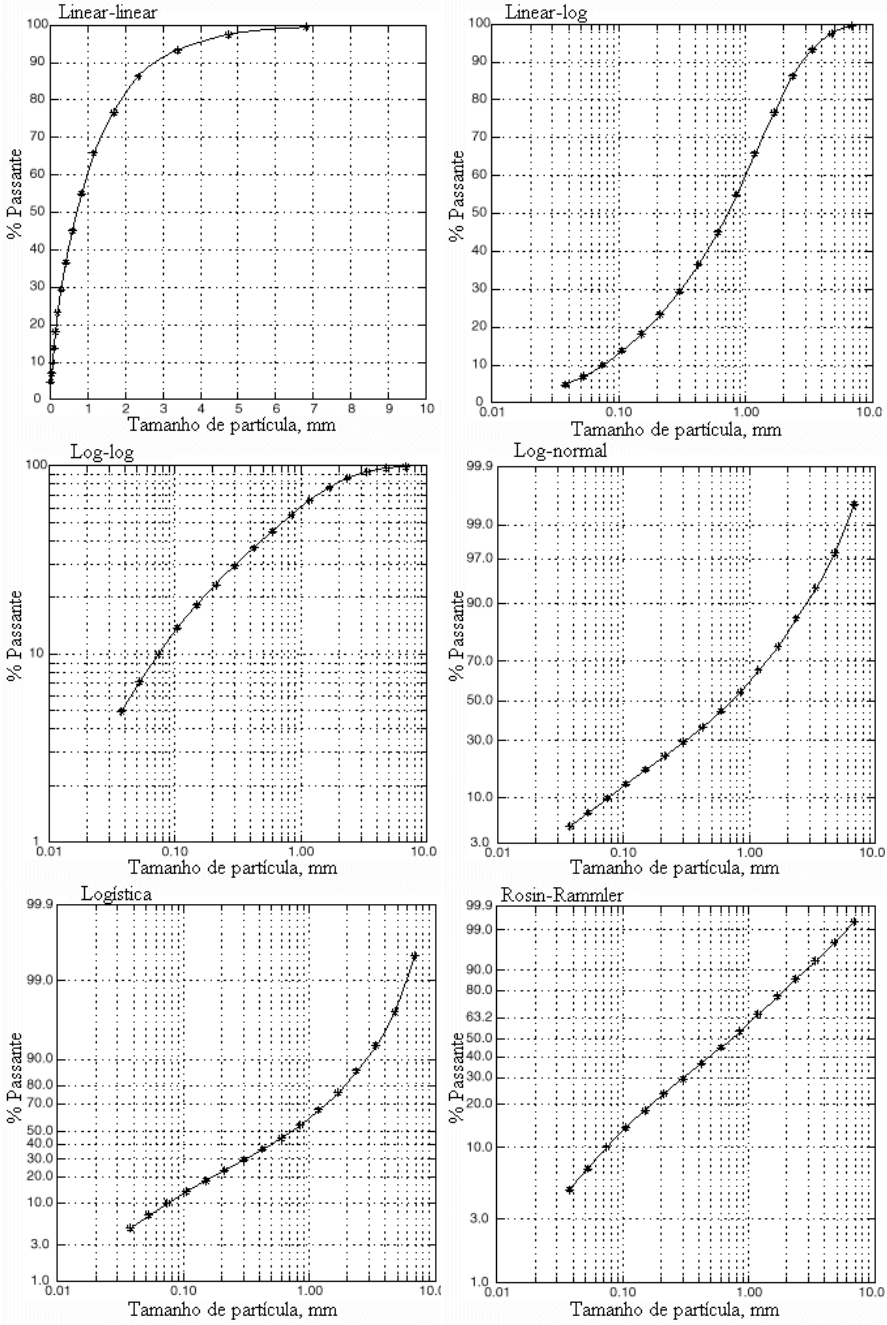 Linear-linear
100
90
80
70
60
50
40
30
20
10
0
% Passante
0 1 2 3 4 5 6 7 8 9 10
Tamanho de partícula, mm
Linear-log
100
90
80
70
60
50
40
30
20
10
0
% Passante
0.01 0.10 1.00 10.0
Tamanho de partícula, mm
Log-log
100
10
1
% Passante
0.01 0.10 1.00 10.0
Tamanho de partícula, mm
Log-normal
99.9
99.0
97.0
90.0
70.0
50.0
30.0
10.0
3.0
% Passante
0.01 0.10 1.00 10.0
Tamanho de partícula, mm
Logística
99.9
99.0
90.0
80.0
70.0
50.0
40.0
30.0
20.0
10.0
3.0
1.0
% Passante
0.01 0.10 1.00 10.0
Tamanho de partícula, mm
Rosin-Rammler
99.9
99.0
90.0
80.0
63.2
50.0
40.0
30.0
20.0
10.0
3.0
1.0
% Passante
0.01 0.10 1.00 10.0
Tamanho de partícula, mm